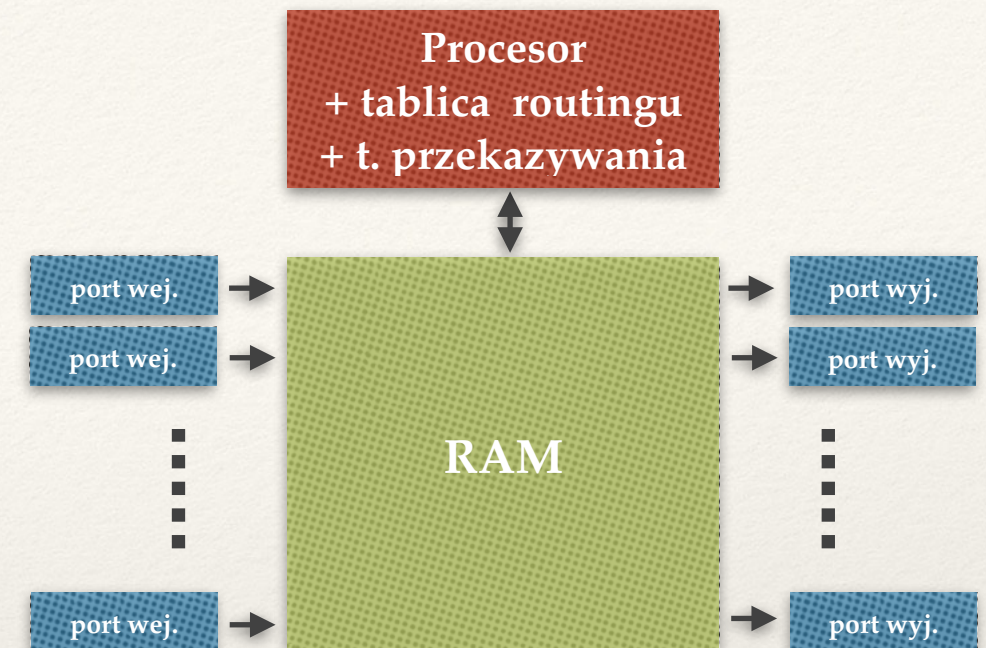 Procesor
+ tablica routingu
+ t. przekazywania
port wej.
port wyj.
port wej.
port wyj.
RAM
port wej.
port wyj.